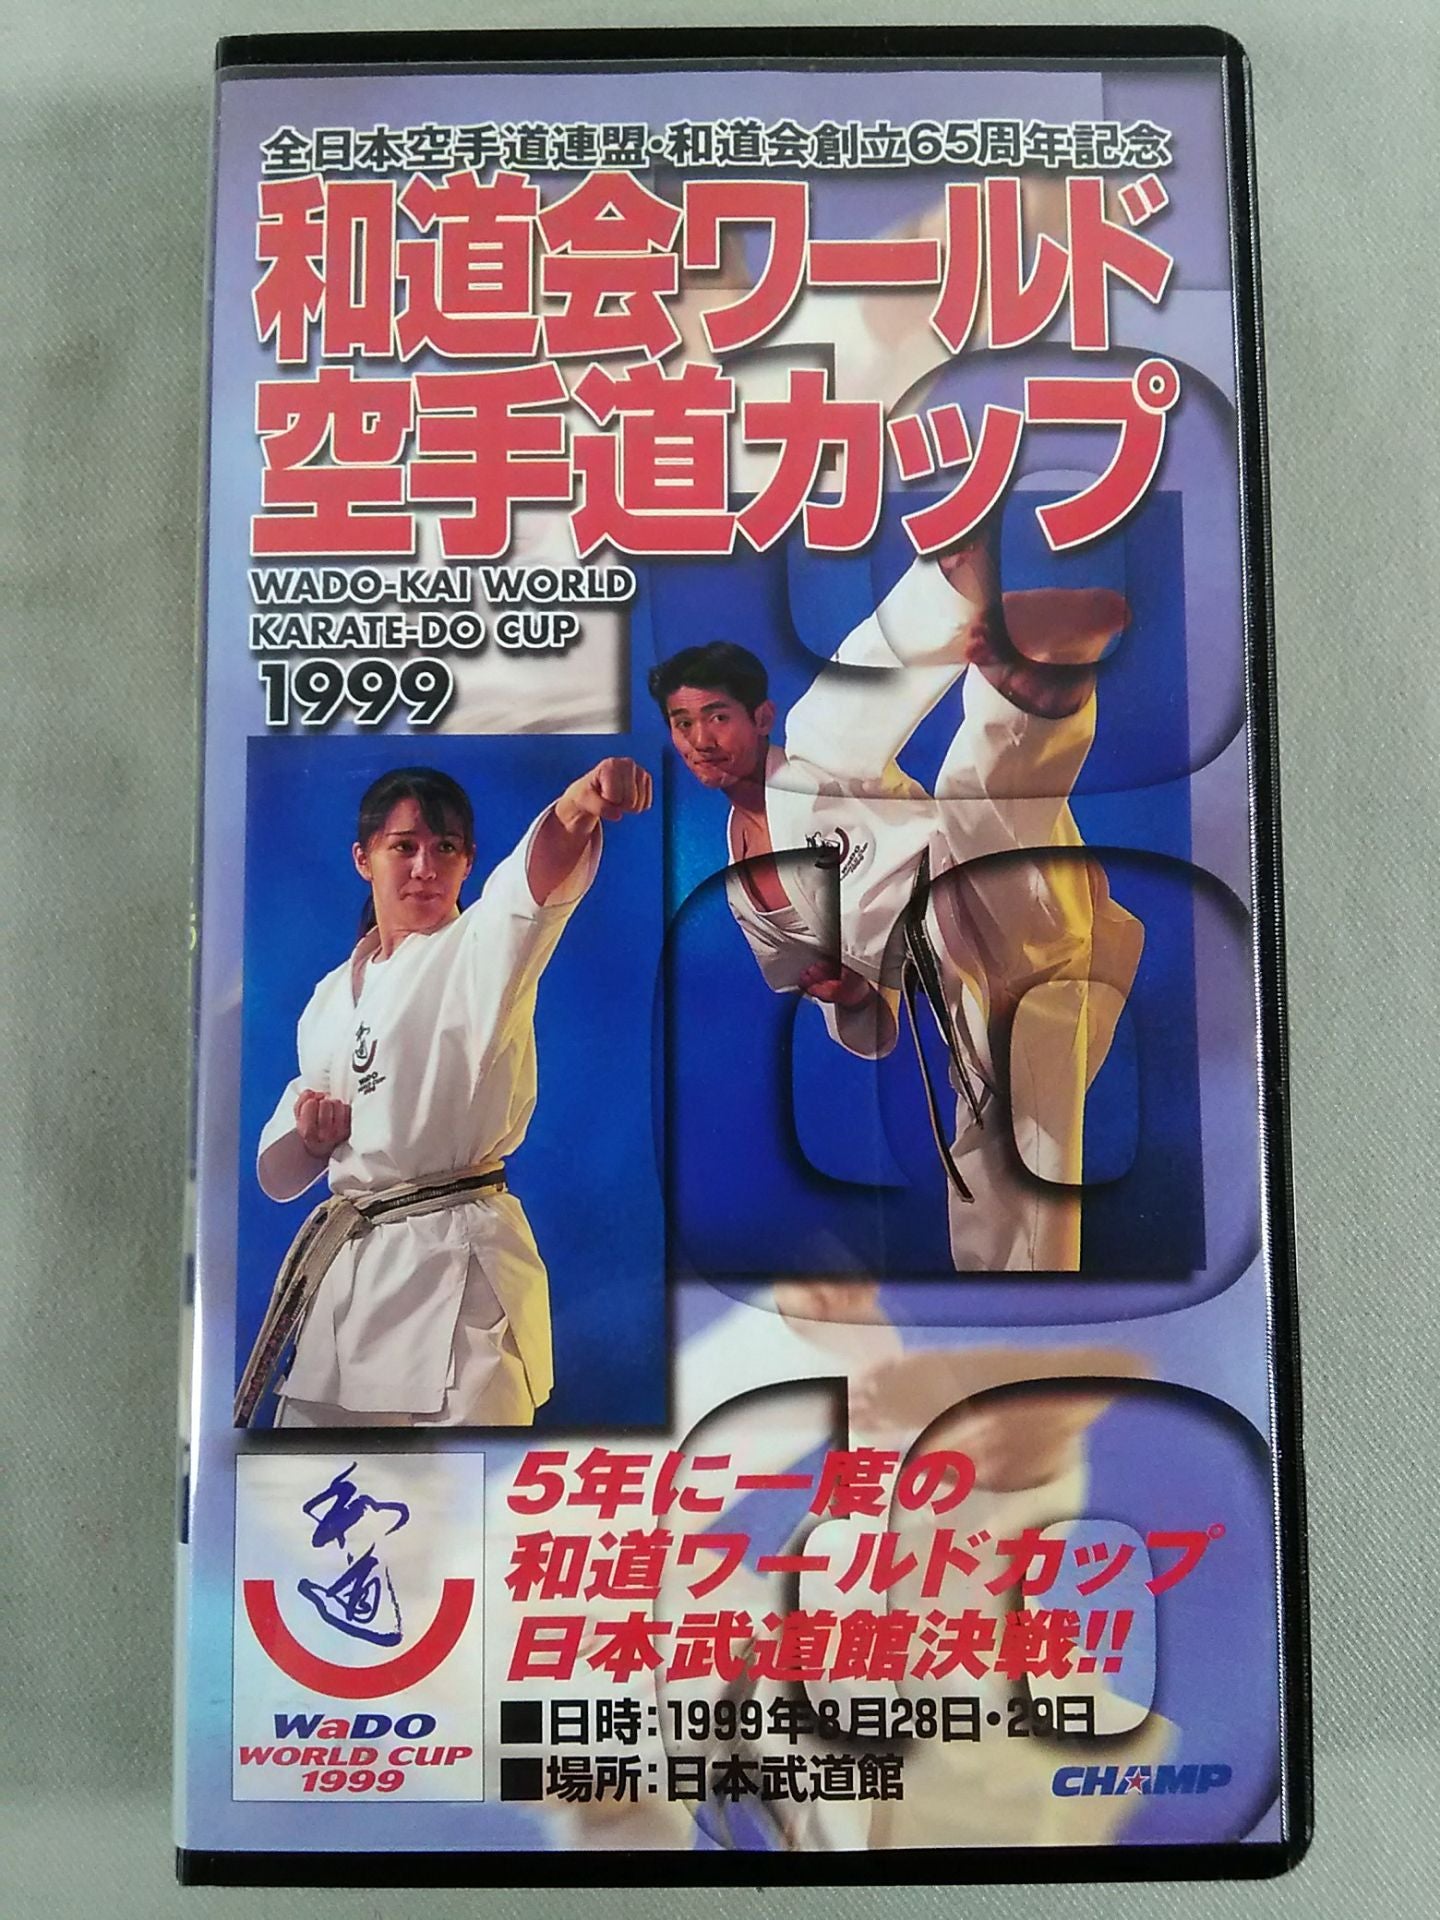 全日本空手道連盟・和道会創立65周年記念
和道会ワールド
空手道カップ
WADO-KAI WORLD
KARATE-DO CUP
1999
5年に一度の
和道ワールドカップ
日本武道館決戦!!
■日時:1999年8月28日・29日
■場所:日本武道館
和道
WaDO
WORLD CUP
1999
CHAMP